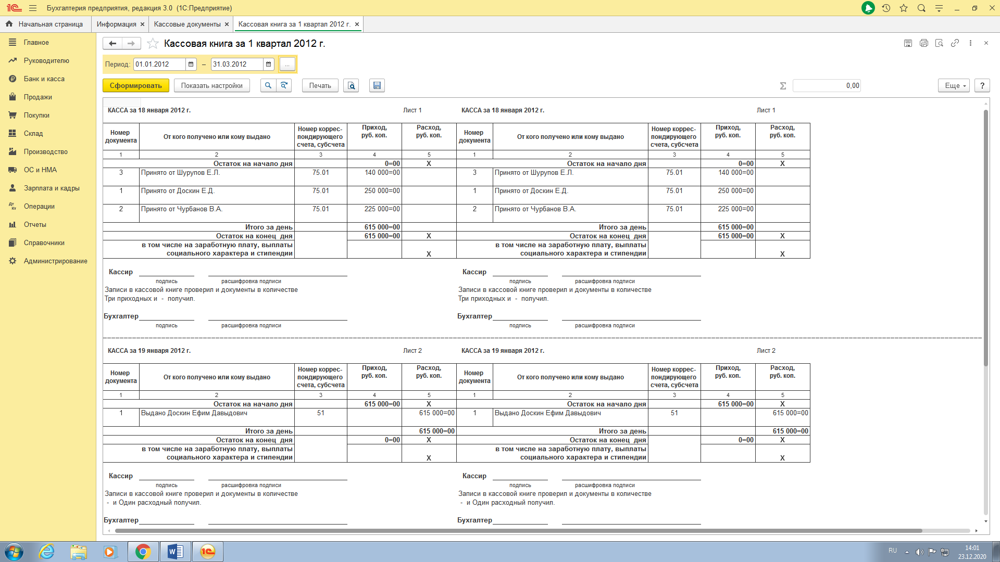 1С Бухгалтерия предприятия, редакция 3.0 (1С:Предприятие)
Начальная страница Информация × Кассовые документы × Кассовая книга за 1 квартал 2012 г. ×
Главное
Руководителю
Банк и касса
Продажи
Покупки
Склад
Производство
ОС и НМА
Зарплата и кадры
Дт Кт Операции
Отчеты
Справочники
Администрирование
Кассовая книга за 1 квартал 2012 г.
Период: 01.01.2012 – 31.03.2012 ...
Сформировать Показать настройки Печать Σ 0,00 Еще ?
КАССА за 18 января 2012 г. Лист 1 КАССА за 18 января 2012 г. Лист 1
Номер документа От кого получено или кому выдано Номер коррес-пондирующего счета, субсчета Приход, руб. коп. Расход, руб. коп. Номер документа От кого получено или кому выдано Номер коррес-пондирующего счета, субсчета Приход, руб. коп. Расход, руб. коп.
1 2 3 4 5 1 2 3 4 5
Остаток на начало дня 0=00 X Остаток на начало дня 0=00 X
3 Принято от Шурупов Е.Л. 75.01 140 000=00 3 Принято от Шурупов Е.Л. 75.01 140 000=00
1 Принято от Доскин Е.Д. 75.01 250 000=00 1 Принято от Доскин Е.Д. 75.01 250 000=00
2 Принято от Чурбанов В.А. 75.01 225 000=00 2 Принято от Чурбанов В.А. 75.01 225 000=00
Итого за день 615 000=00 Итого за день 615 000=00
Остаток на конец дня 615 000=00 X Остаток на конец дня 615 000=00 X
в том числе на заработную плату, выплаты в том числе на заработную плату, выплаты
социального характера и стипендии X социального характера и стипендии X
Кассир Кассир
подпись расшифровка подписи подпись расшифровка подписи
Записи в кассовой книге проверил и документы в количестве Записи в кассовой книге проверил и документы в количестве
Три приходных и - получил. Три приходных и - получил.
Бухгалтер Бухгалтер
подпись расшифровка подписи подпись расшифровка подписи
КАССА за 19 января 2012 г. Лист 2 КАССА за 19 января 2012 г. Лист 2
Номер документа От кого получено или кому выдано Номер коррес-пондирующего счета, субсчета Приход, руб. коп. Расход, руб. коп. Номер документа От кого получено или кому выдано Номер коррес-пондирующего счета, субсчета Приход, руб. коп. Расход, руб. коп.
1 2 3 4 5 1 2 3 4 5
Остаток на начало дня 615 000=00 X Остаток на начало дня 615 000=00 X
1 Выдано Доскин Ефим Давыдович 51 615 000=00 1 Выдано Доскин Ефим Давыдович 51 615 000=00
Итого за день 615 000=00 Итого за день 615 000=00
Остаток на конец дня 0=00 X Остаток на конец дня 0=00 X
в том числе на заработную плату, выплаты в том числе на заработную плату, выплаты
социального характера и стипендии X социального характера и стипендии X
Кассир Кассир
подпись расшифровка подписи подпись расшифровка подписи
Записи в кассовой книге проверил и документы в количестве Записи в кассовой книге проверил и документы в количестве
- и Один расходный получил. - и Один расходный получил.
Бухгалтер Бухгалтер
RU 14:01
23.12.2020